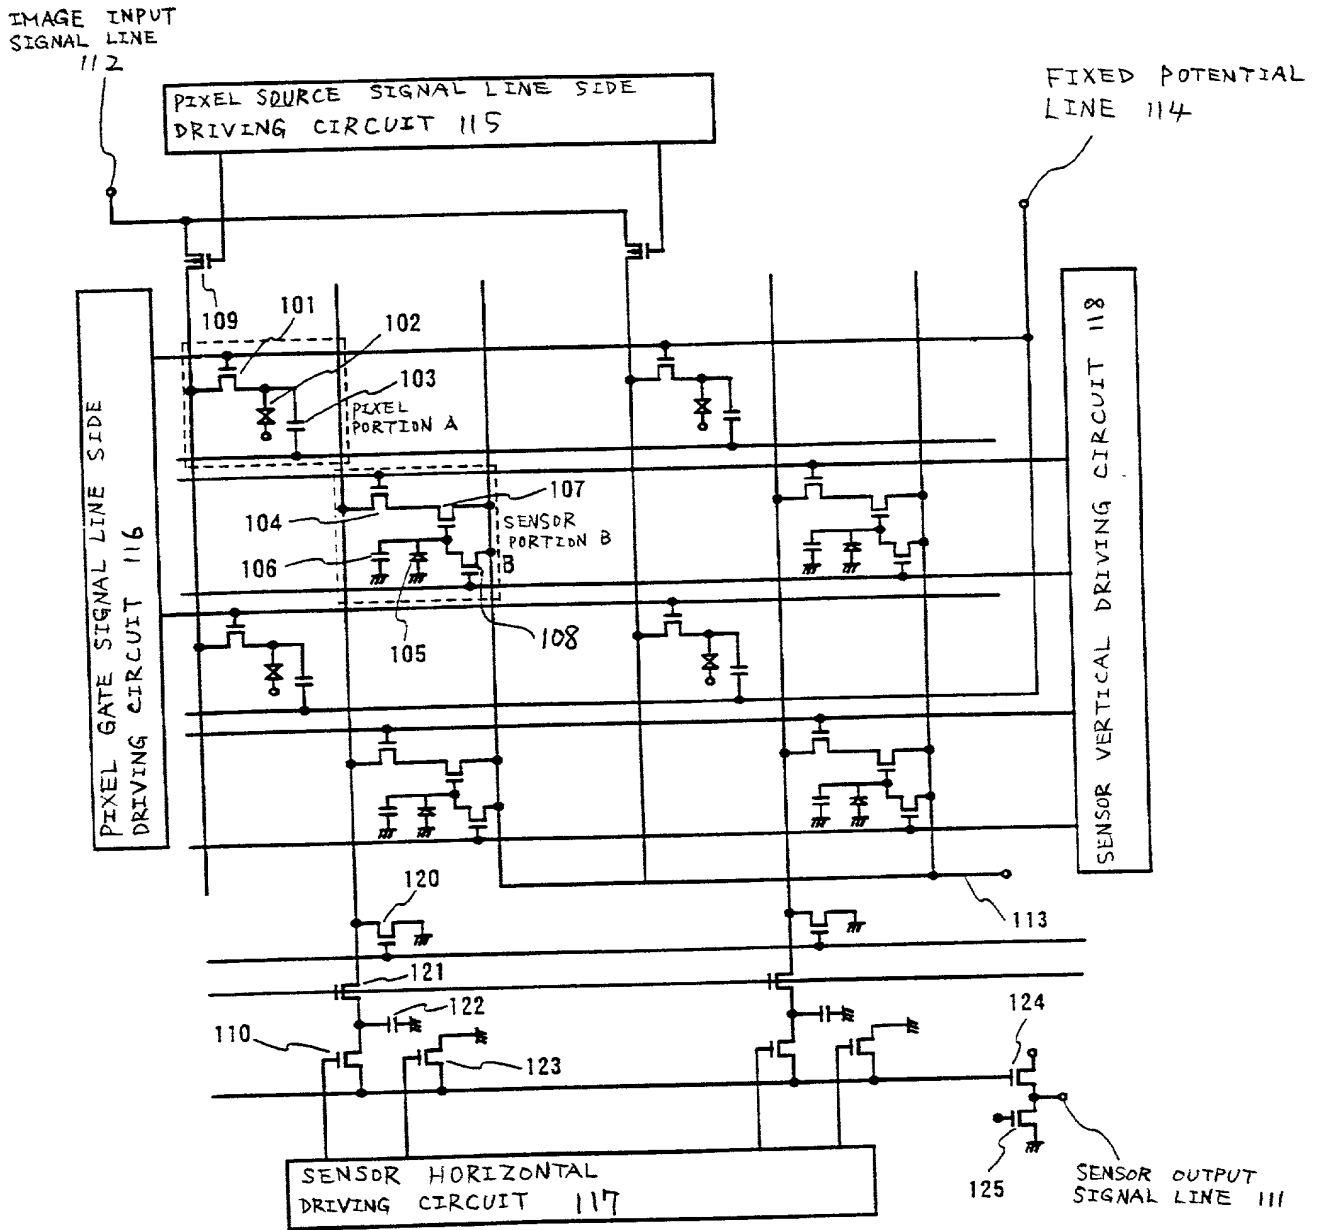 IMAGE INPUT
SIGNAL LINE
112
PIXEL SOURCE SIGNAL LINE SIDE
DRIVING CIRCUIT 115
FIXED POTENTIAL
LINE 114
109
101
102
103
PIXEL
PORTION A
PIXEL GATE SIGNAL LINE SIDE
DRIVING CIRCUIT 116
SENSOR VERTICAL DRIVING CIRCUIT 118
104
107
SENSOR
PORTION B
106
B
105
108
120
113
121
122
110
123
124
125
SENSOR HORIZONTAL
DRIVING CIRCUIT 117
SENSOR OUTPUT
SIGNAL LINE 111